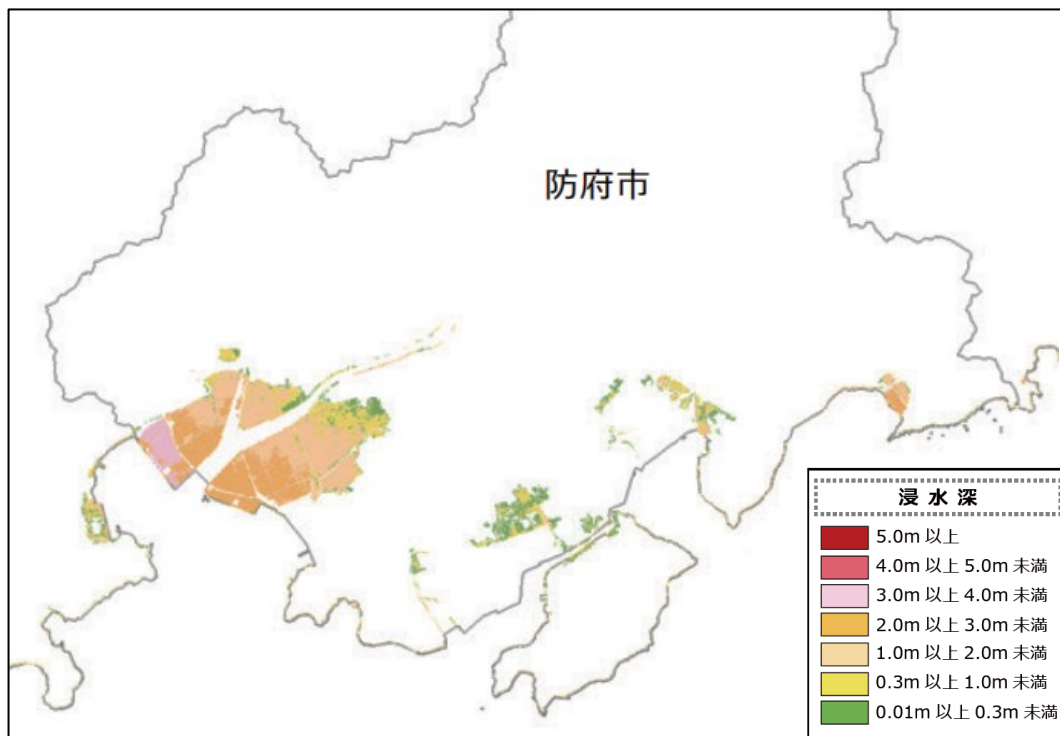 防府市
浸水深
5.0m 以上
4.0m 以上 5.0m 未満
3.0m 以上 4.0m 未満
2.0m 以上 3.0m 未満
1.0m 以上 2.0m 未満
0.3m 以上 1.0m 未満
0.01m 以上 0.3m 未満